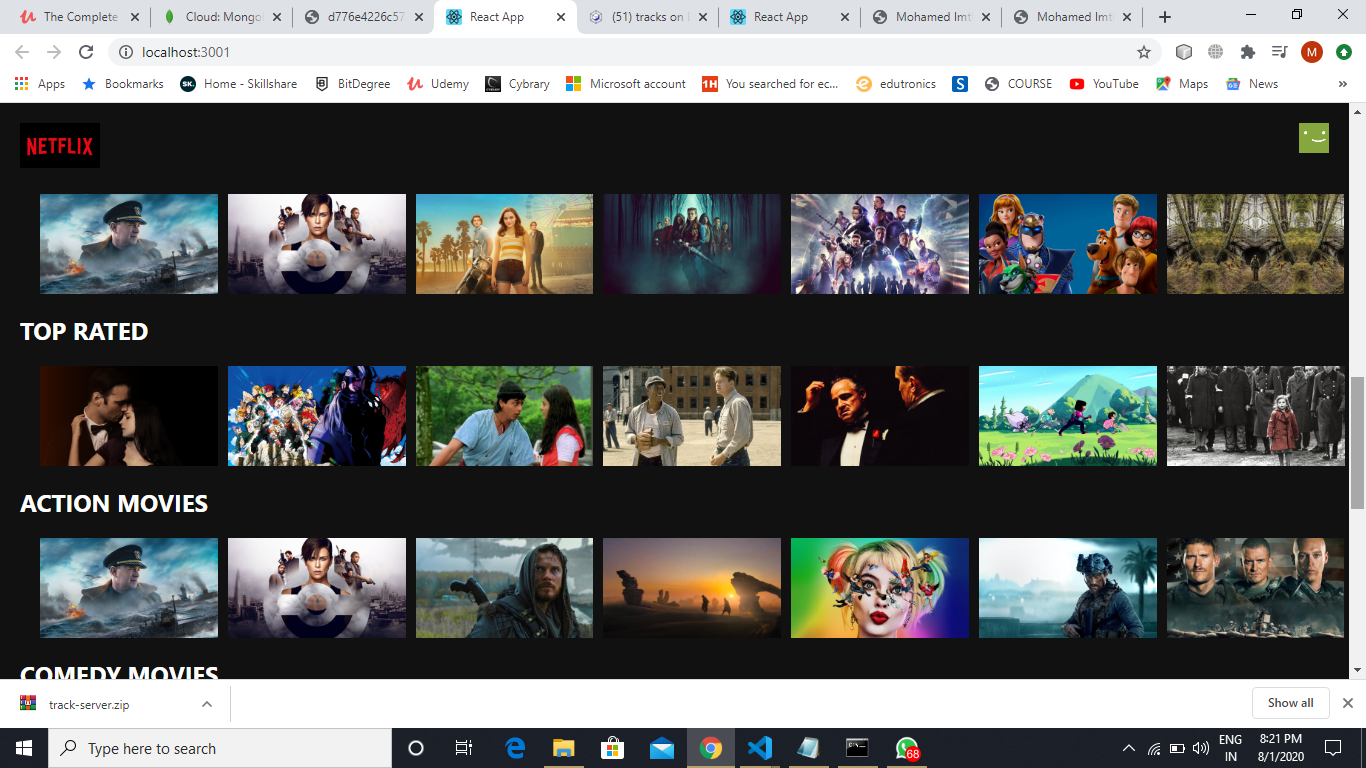 The Complete
Cloud: Mongo
d776e4226c57
React App
(51) tracks on
React App
Mohamed Imt
Mohamed Imt
localhost:3001
M
Apps
Bookmarks
SK.
Home - Skillshare
BitDegree
Udemy
Cybrary
Microsoft account
1H
You searched for ec...
edutronics
S
COURSE
YouTube
Maps
News
»
NETFLIX
TOP RATED
ACTION MOVIES
COMEDY MOVIES
track-server.zip
Show all
Type here to search
68
ENG
IN
8:21 PM
8/1/2020